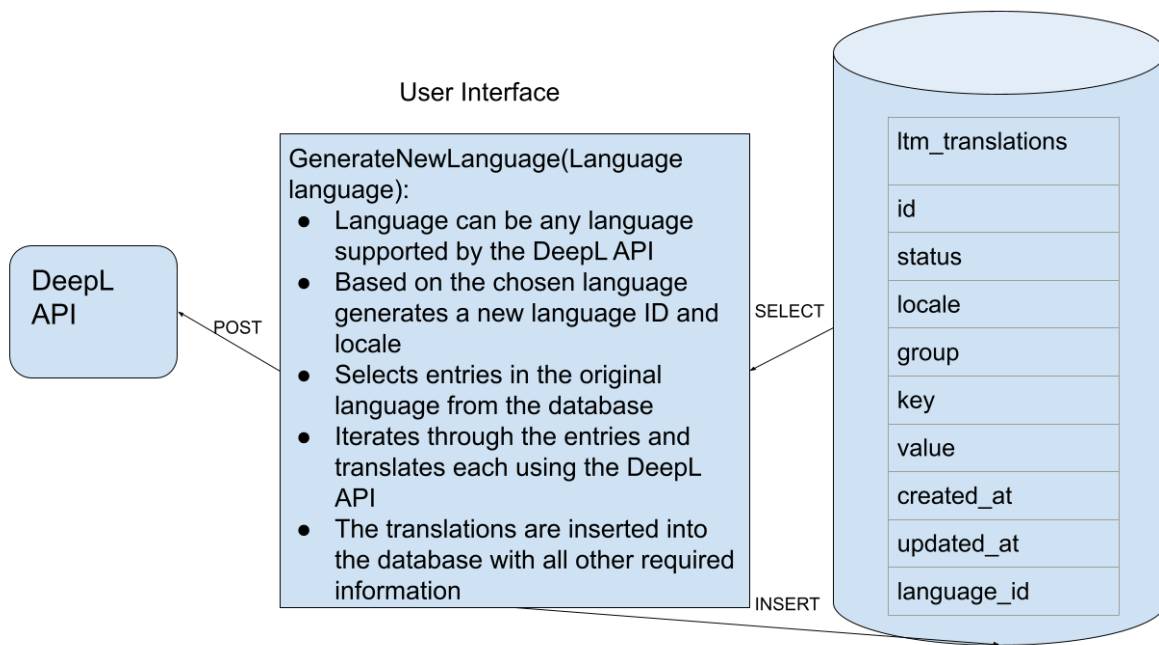 User Interface
DeepL
API
POST
GenerateNewLanguage(Language
language):
● Language can be any language
supported by the DeepL API
● Based on the chosen language
generates a new language ID and
locale
● Selects entries in the original
language from the database
● Iterates through the entries and
translates each using the DeepL
API
● The translations are inserted into
the database with all other required
information
SELECT
INSERT
ltm_translations
id
status
locale
group
key
value
created_at
updated_at
language_id